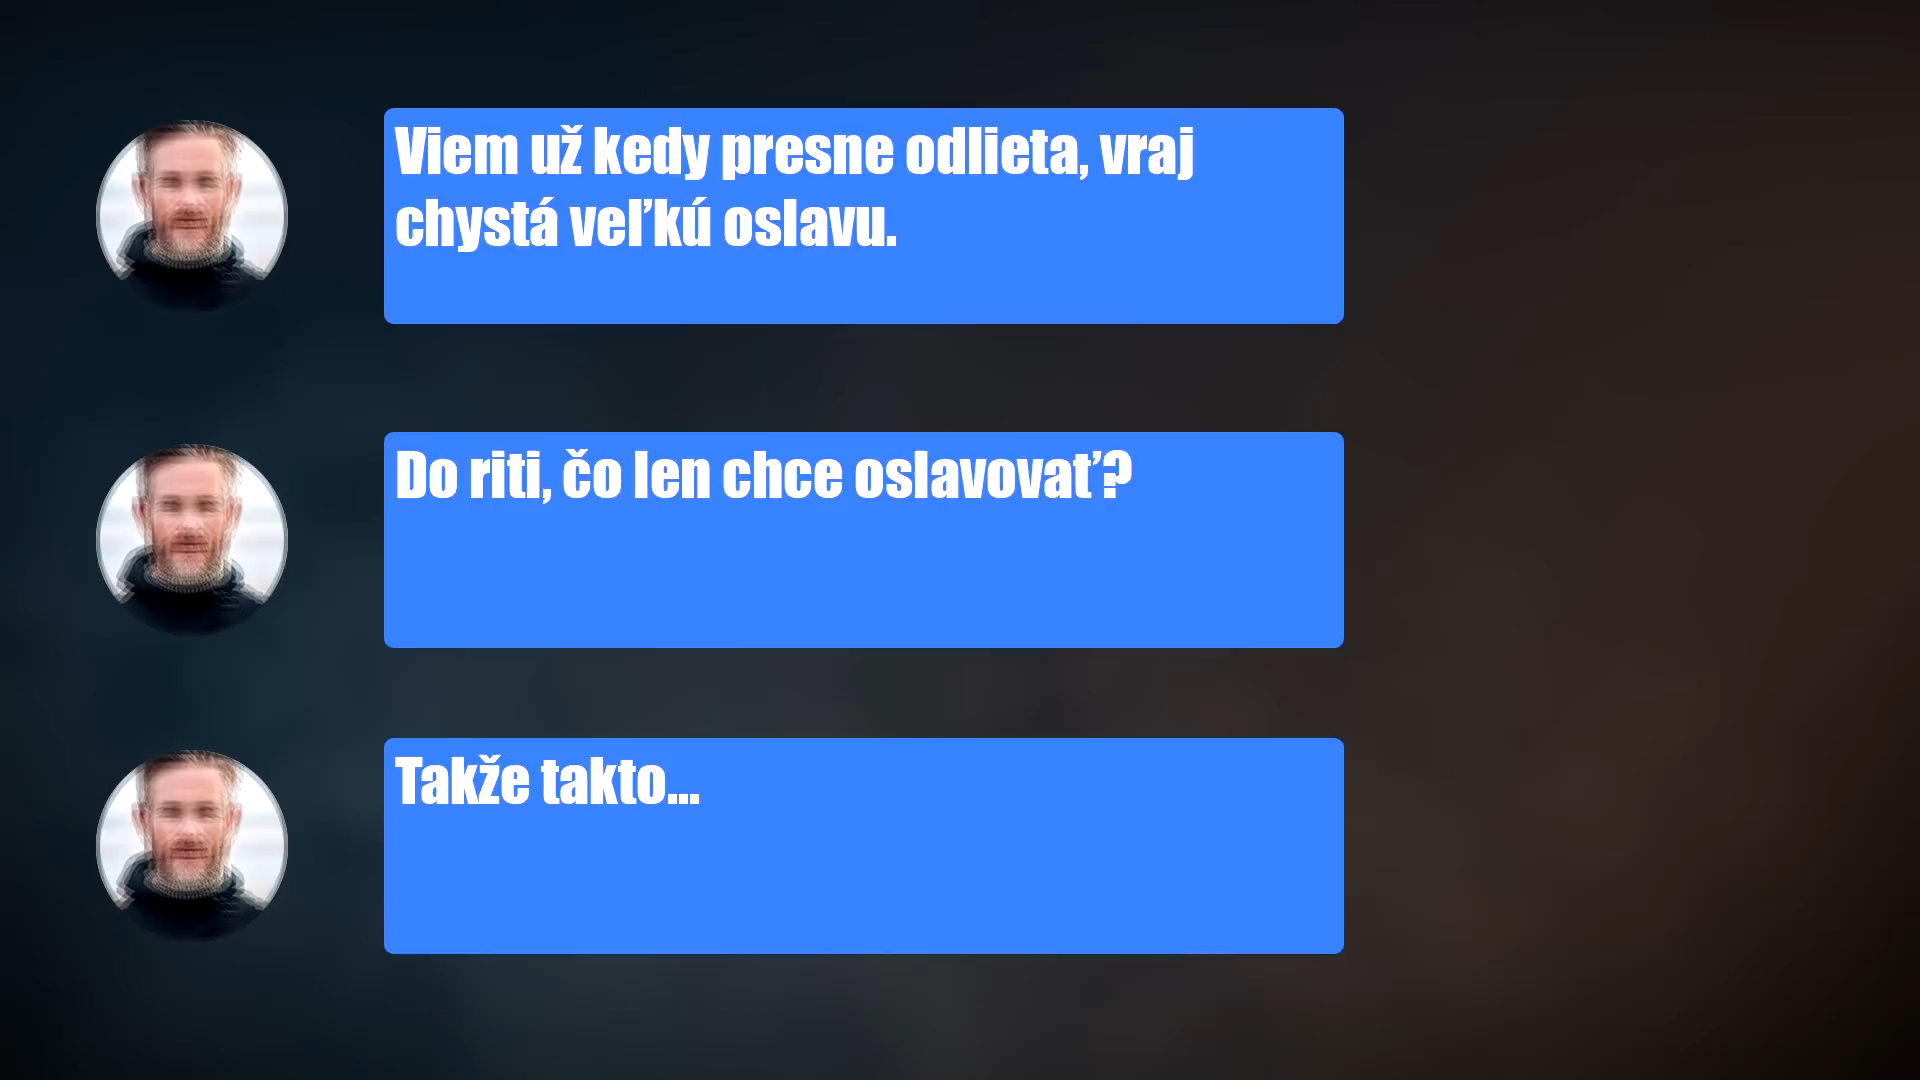 Viem už kedy presne odlieta, vraj
chystá veľkú oslavu.
Do riti, čo len chce oslavovať?
Takže takto...